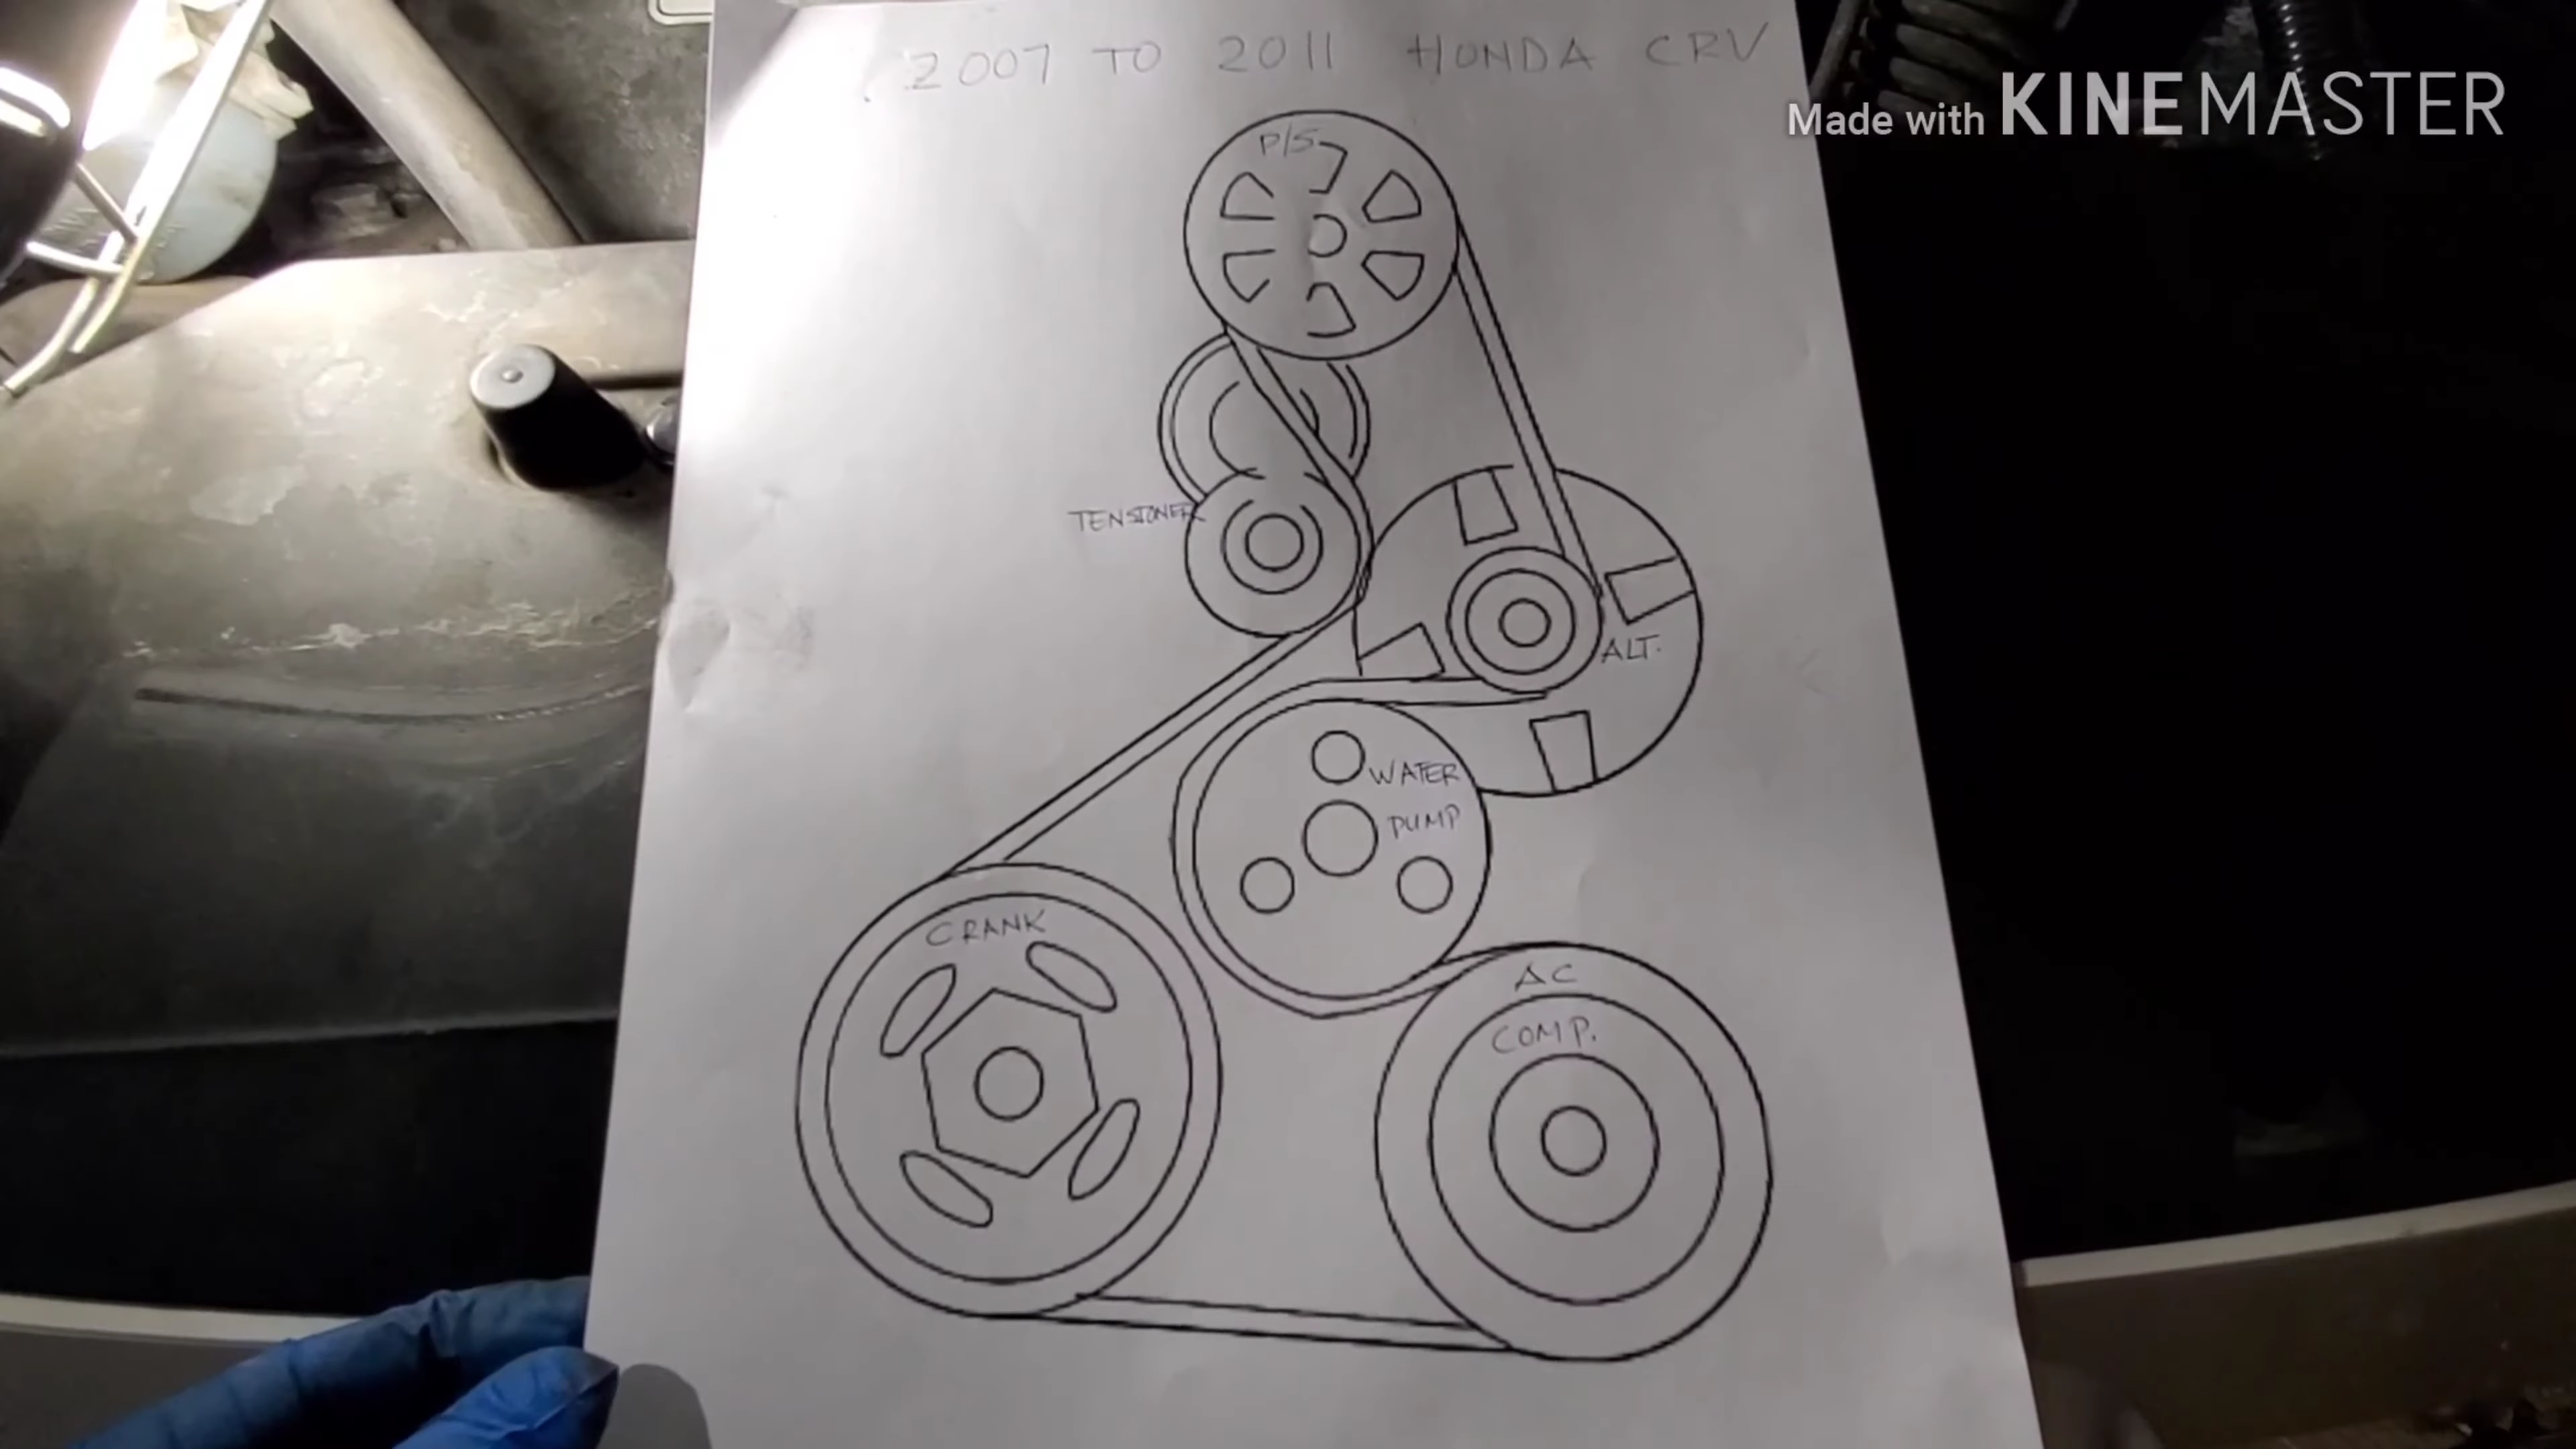 2007 TO 2011 HONDA CRV
Made with KINEMASTER
P/S
TENSIONER
ALT.
WATER
PUMP
CRANK
AC
COMP.